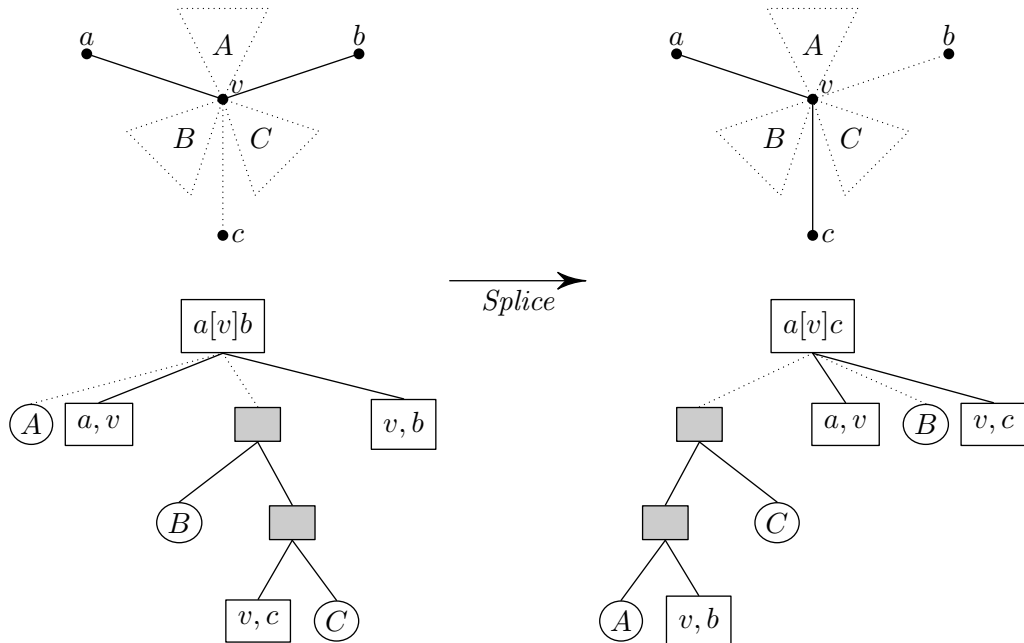 a A b a A b
v v
B C B C
c c
a[v]b Splice a[v]c
A a, v v, b a, v B v, c
B C
v, c C A v, b